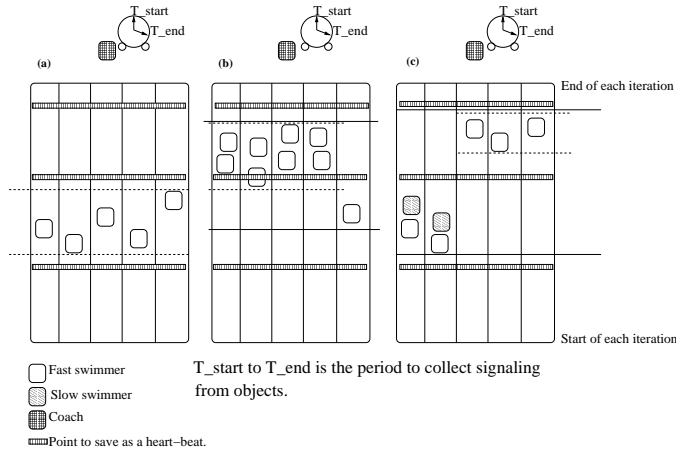 T_start
T_end
(a)
T_start
T_end
(b)
T_start
T_end
(c)
End of each iteration
Start of each iteration
Fast swimmer
Slow swimmer
Coach
Point to save as a heart−beat.
T_start to T_end is the period to collect signaling
from objects.